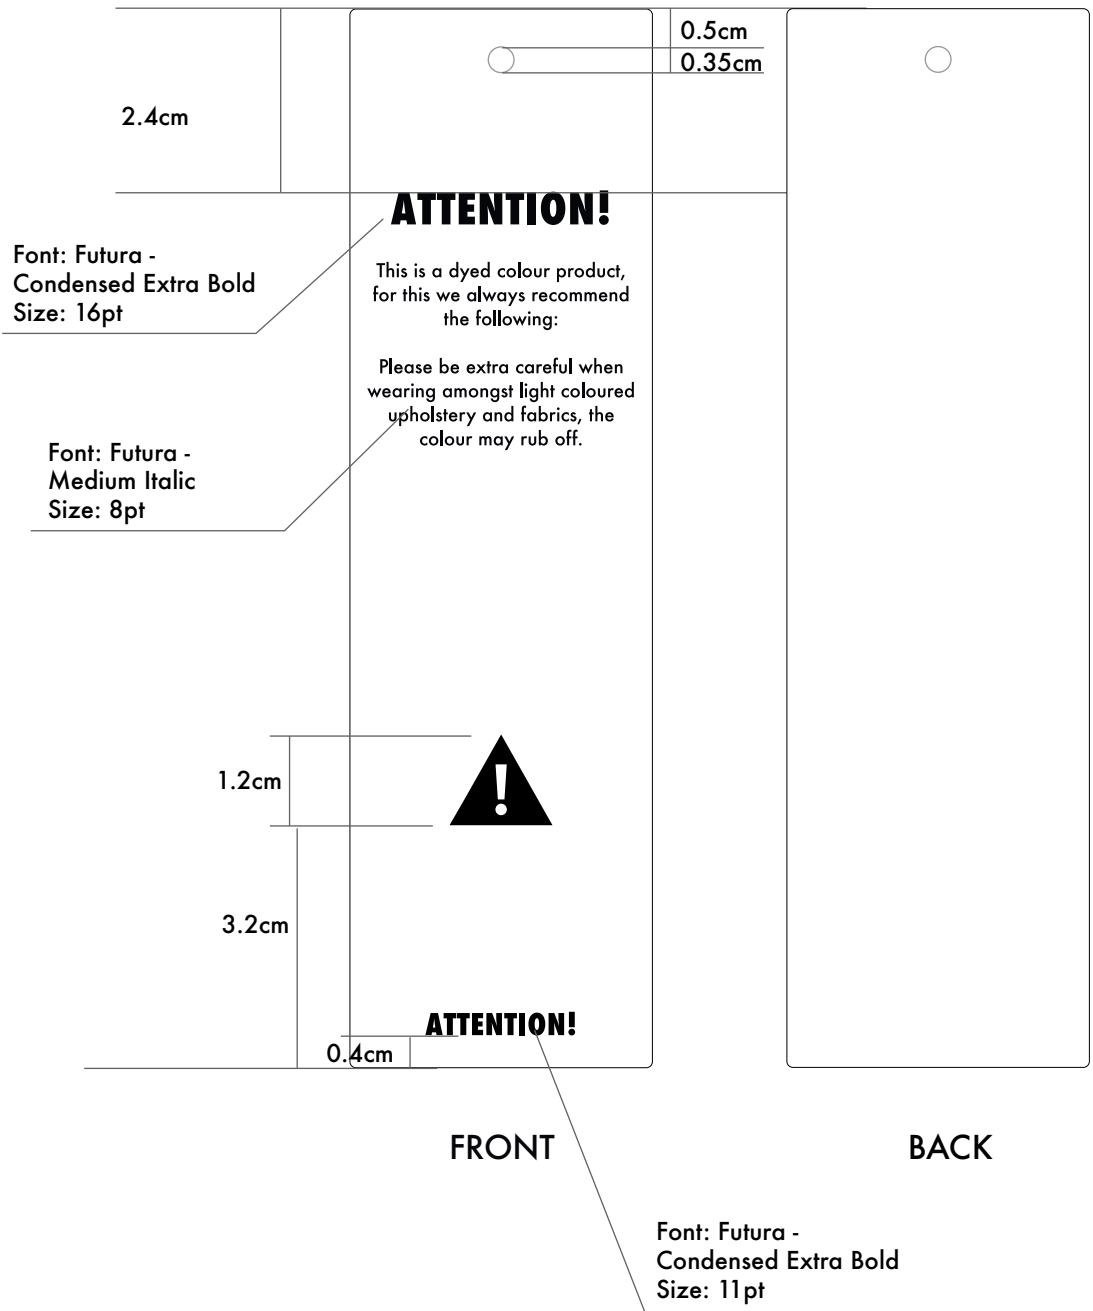 0.5cm
0.35cm
2.4cm
ATTENTION!
Font: Futura -
Condensed Extra Bold
Size: 16pt
This is a dyed colour product,
for this we always recommend
the following:
Please be extra careful when
wearing amongst light coloured
upholstery and fabrics, the
colour may rub off.
Font: Futura -
Medium Italic
Size: 8pt
1.2cm
!
3.2cm
ATTENTION!
0.4cm
FRONT
BACK
Font: Futura -
Condensed Extra Bold
Size: 11pt